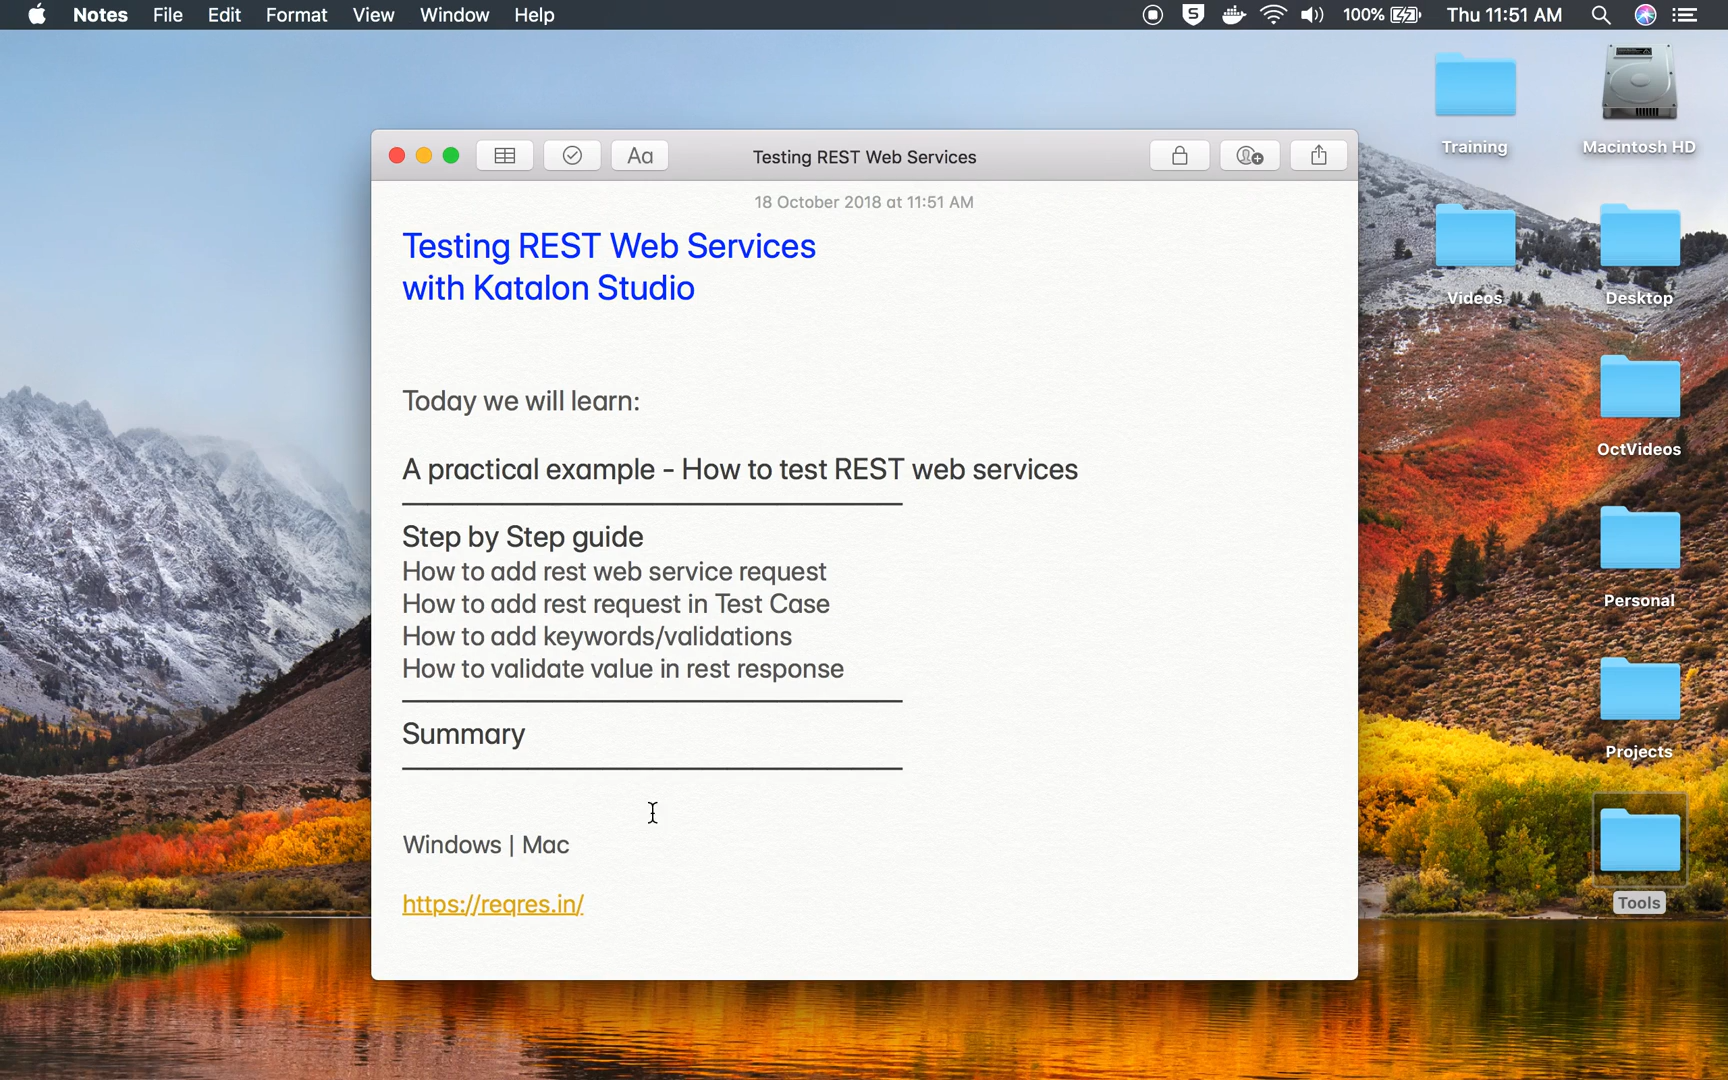 Notes File Edit Format View Window Help 100% Thu 11:51 AM
Testing REST Web Services
Aa
18 October 2018 at 11:51 AM
Testing REST Web Services
with Katalon Studio
Today we will learn:
A practical example - How to test REST web services
Step by Step guide
How to add rest web service request
How to add rest request in Test Case
How to add keywords/validations
How to validate value in rest response
Summary
Windows | Mac
https://reqres.in/
Training
Macintosh HD
Videos
Desktop
OctVideos
Personal
Projects
Tools